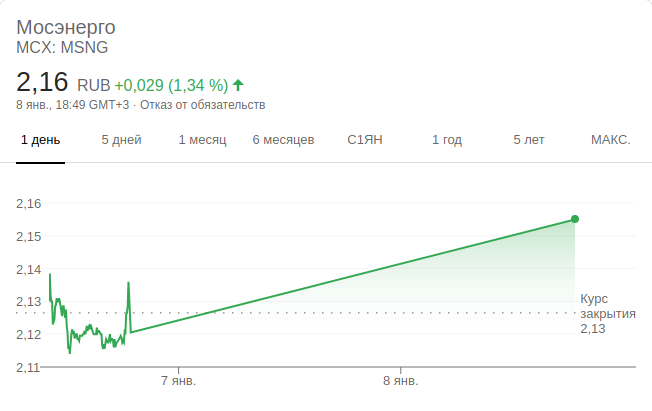 Мосэнерго
MCX: MSNG
2,16 RUB +0,029 (1,34 %)
8 янв., 18:49 GMT+3 · Отказ от обязательств
1 день 5 дней 1 месяц 6 месяцев С1ЯН 1 год 5 лет МАКС.
2,16
2,15
2,14
2,13
2,12
2,11
Курс
закрытия
2,13
7 янв. 8 янв.